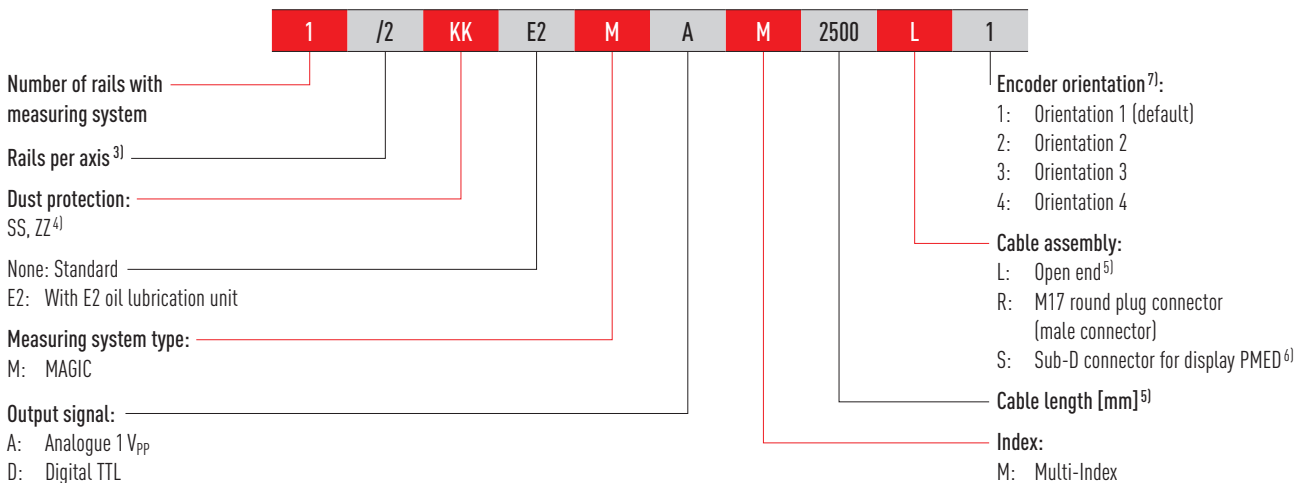 1 /2 KK E2 M A M 2500 L 1
Number of rails with
measuring system
Rails per axis 3)
Dust protection:
SS, ZZ 4)
None: Standard
E2: With E2 oil lubrication unit
Measuring system type:
M: MAGIC
Output signal:
A: Analogue 1 VPP
D: Digital TTL
Encoder orientation 7):
1: Orientation 1 (default)
2: Orientation 2
3: Orientation 3
4: Orientation 4
Cable assembly:
L: Open end 5)
R: M17 round plug connector
(male connector)
S: Sub-D connector for display PMED 6)
Cable length [mm] 5)
Index:
M: Multi-Index